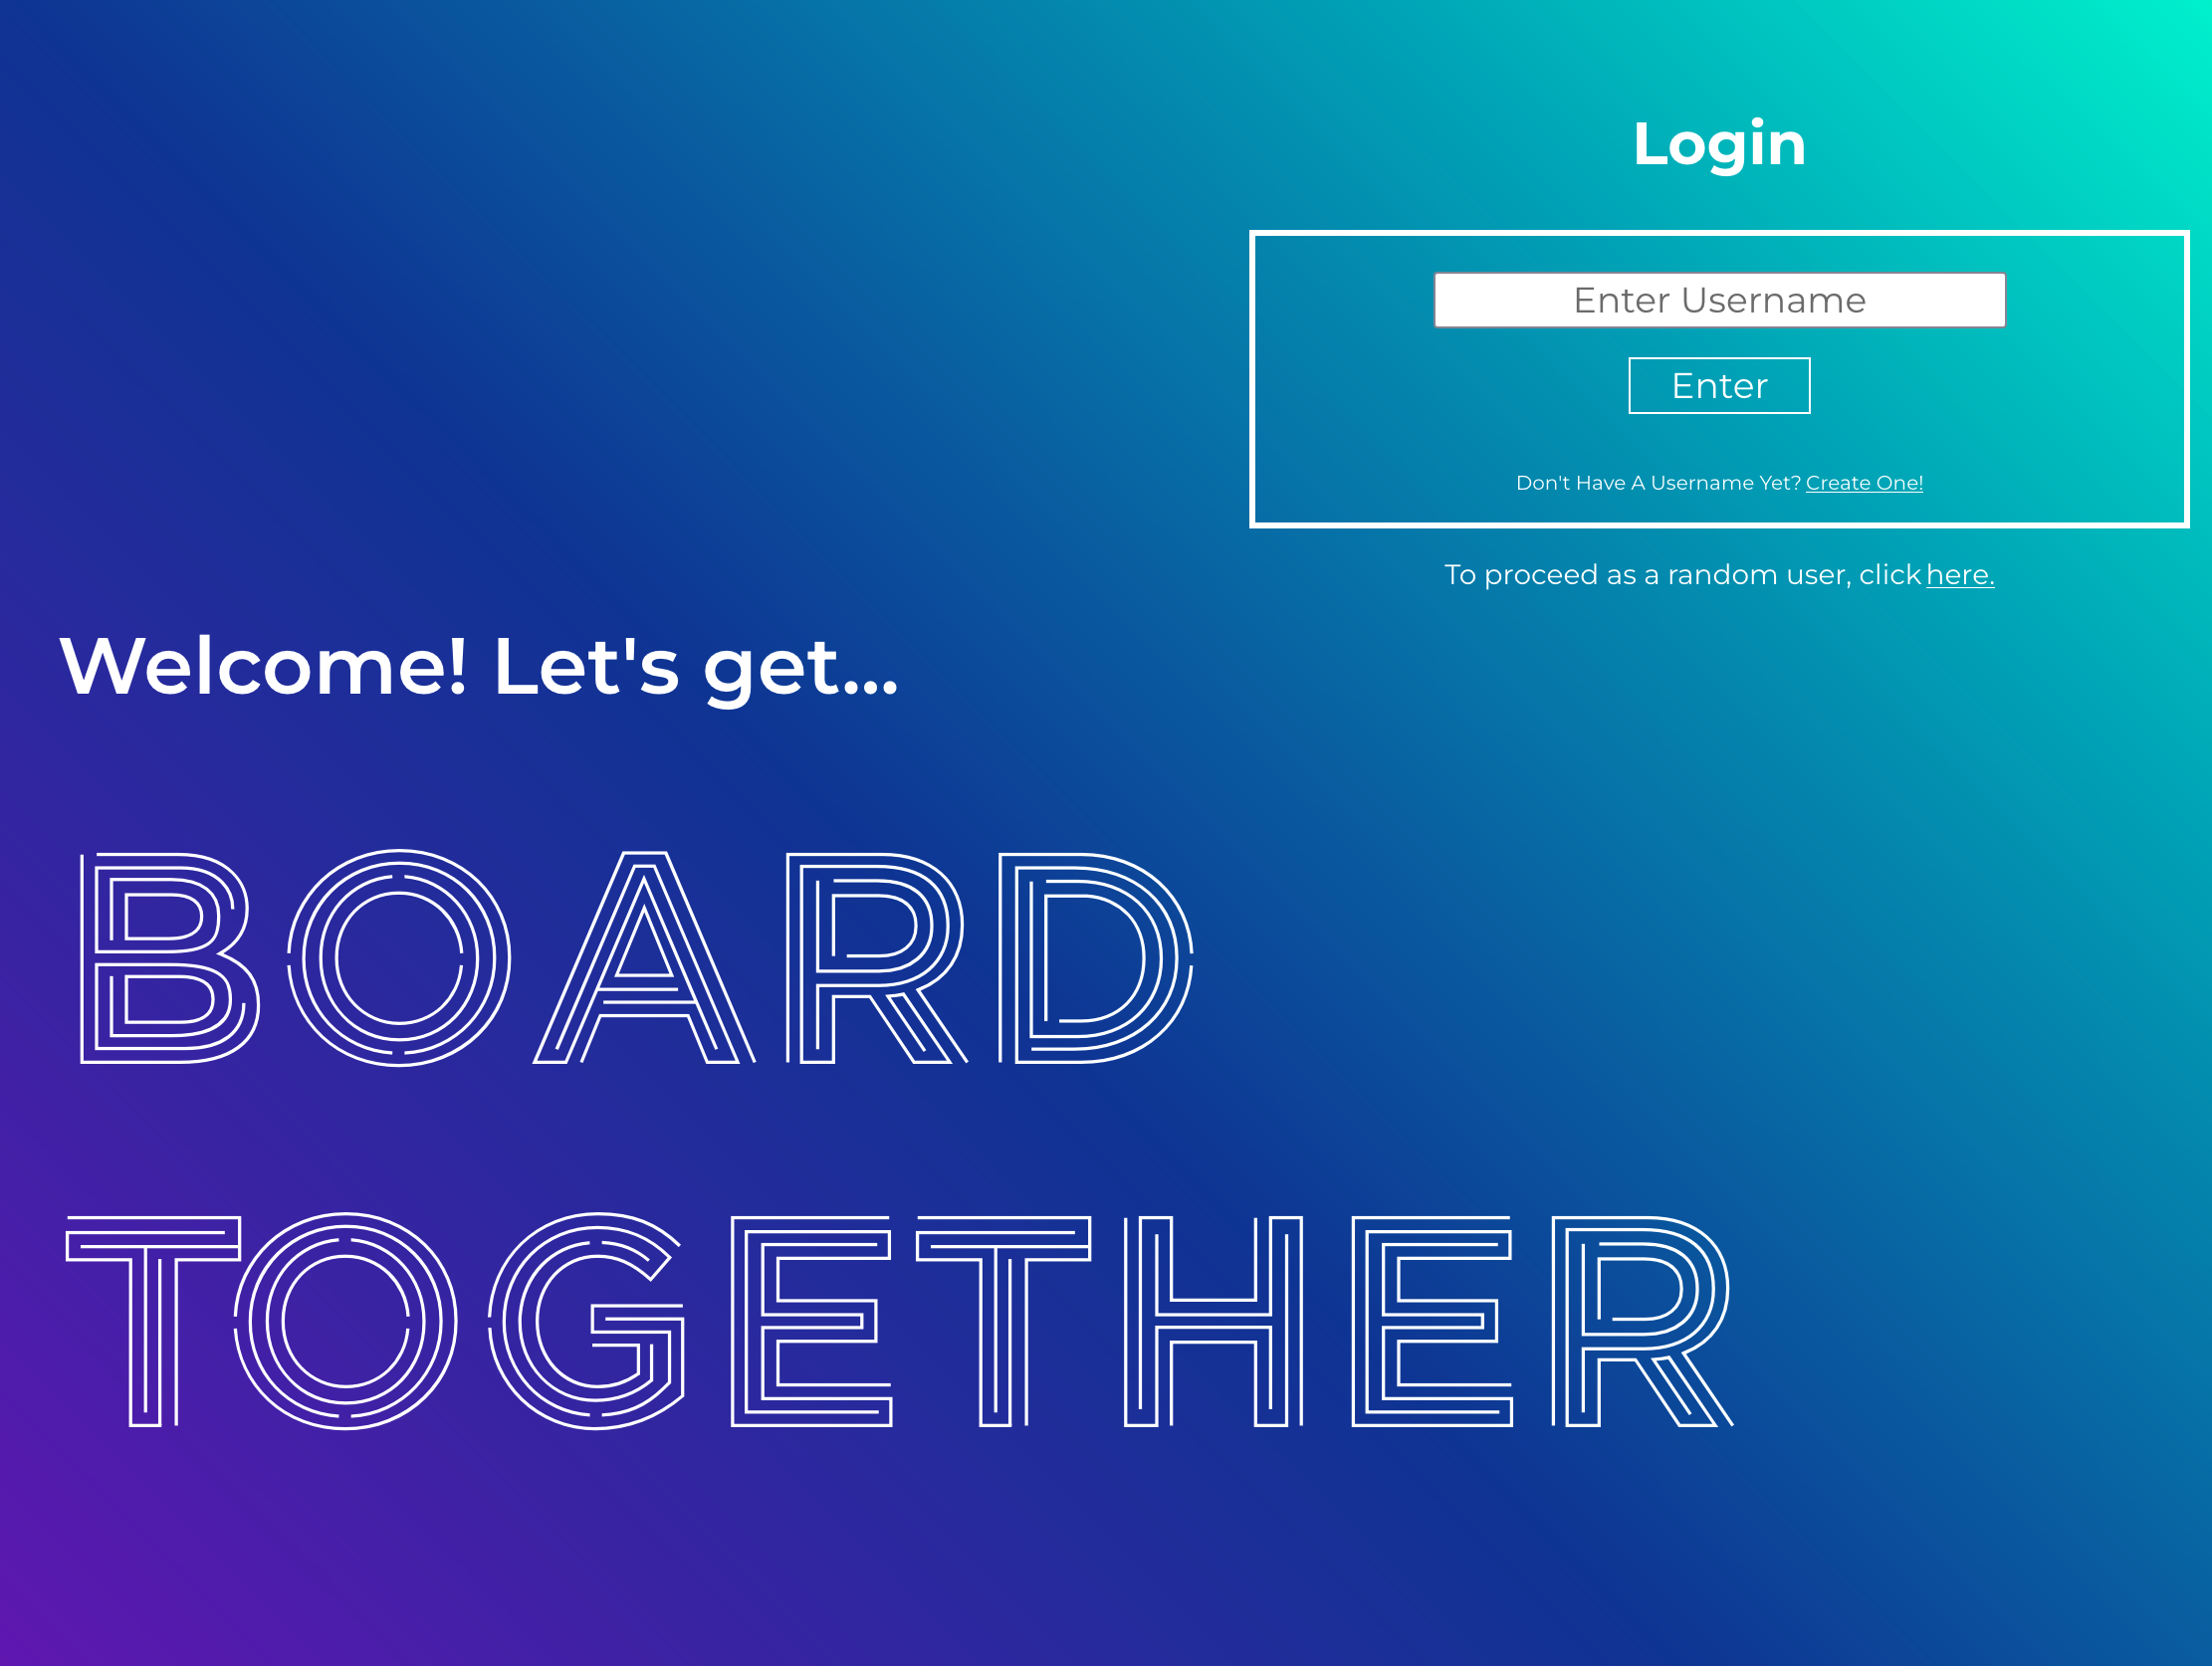 Login
Enter Username
Enter
Don't Have A Username Yet? Create One!
To proceed as a random user, click here.
Welcome! Let's get...
BOARD
TOGETHER